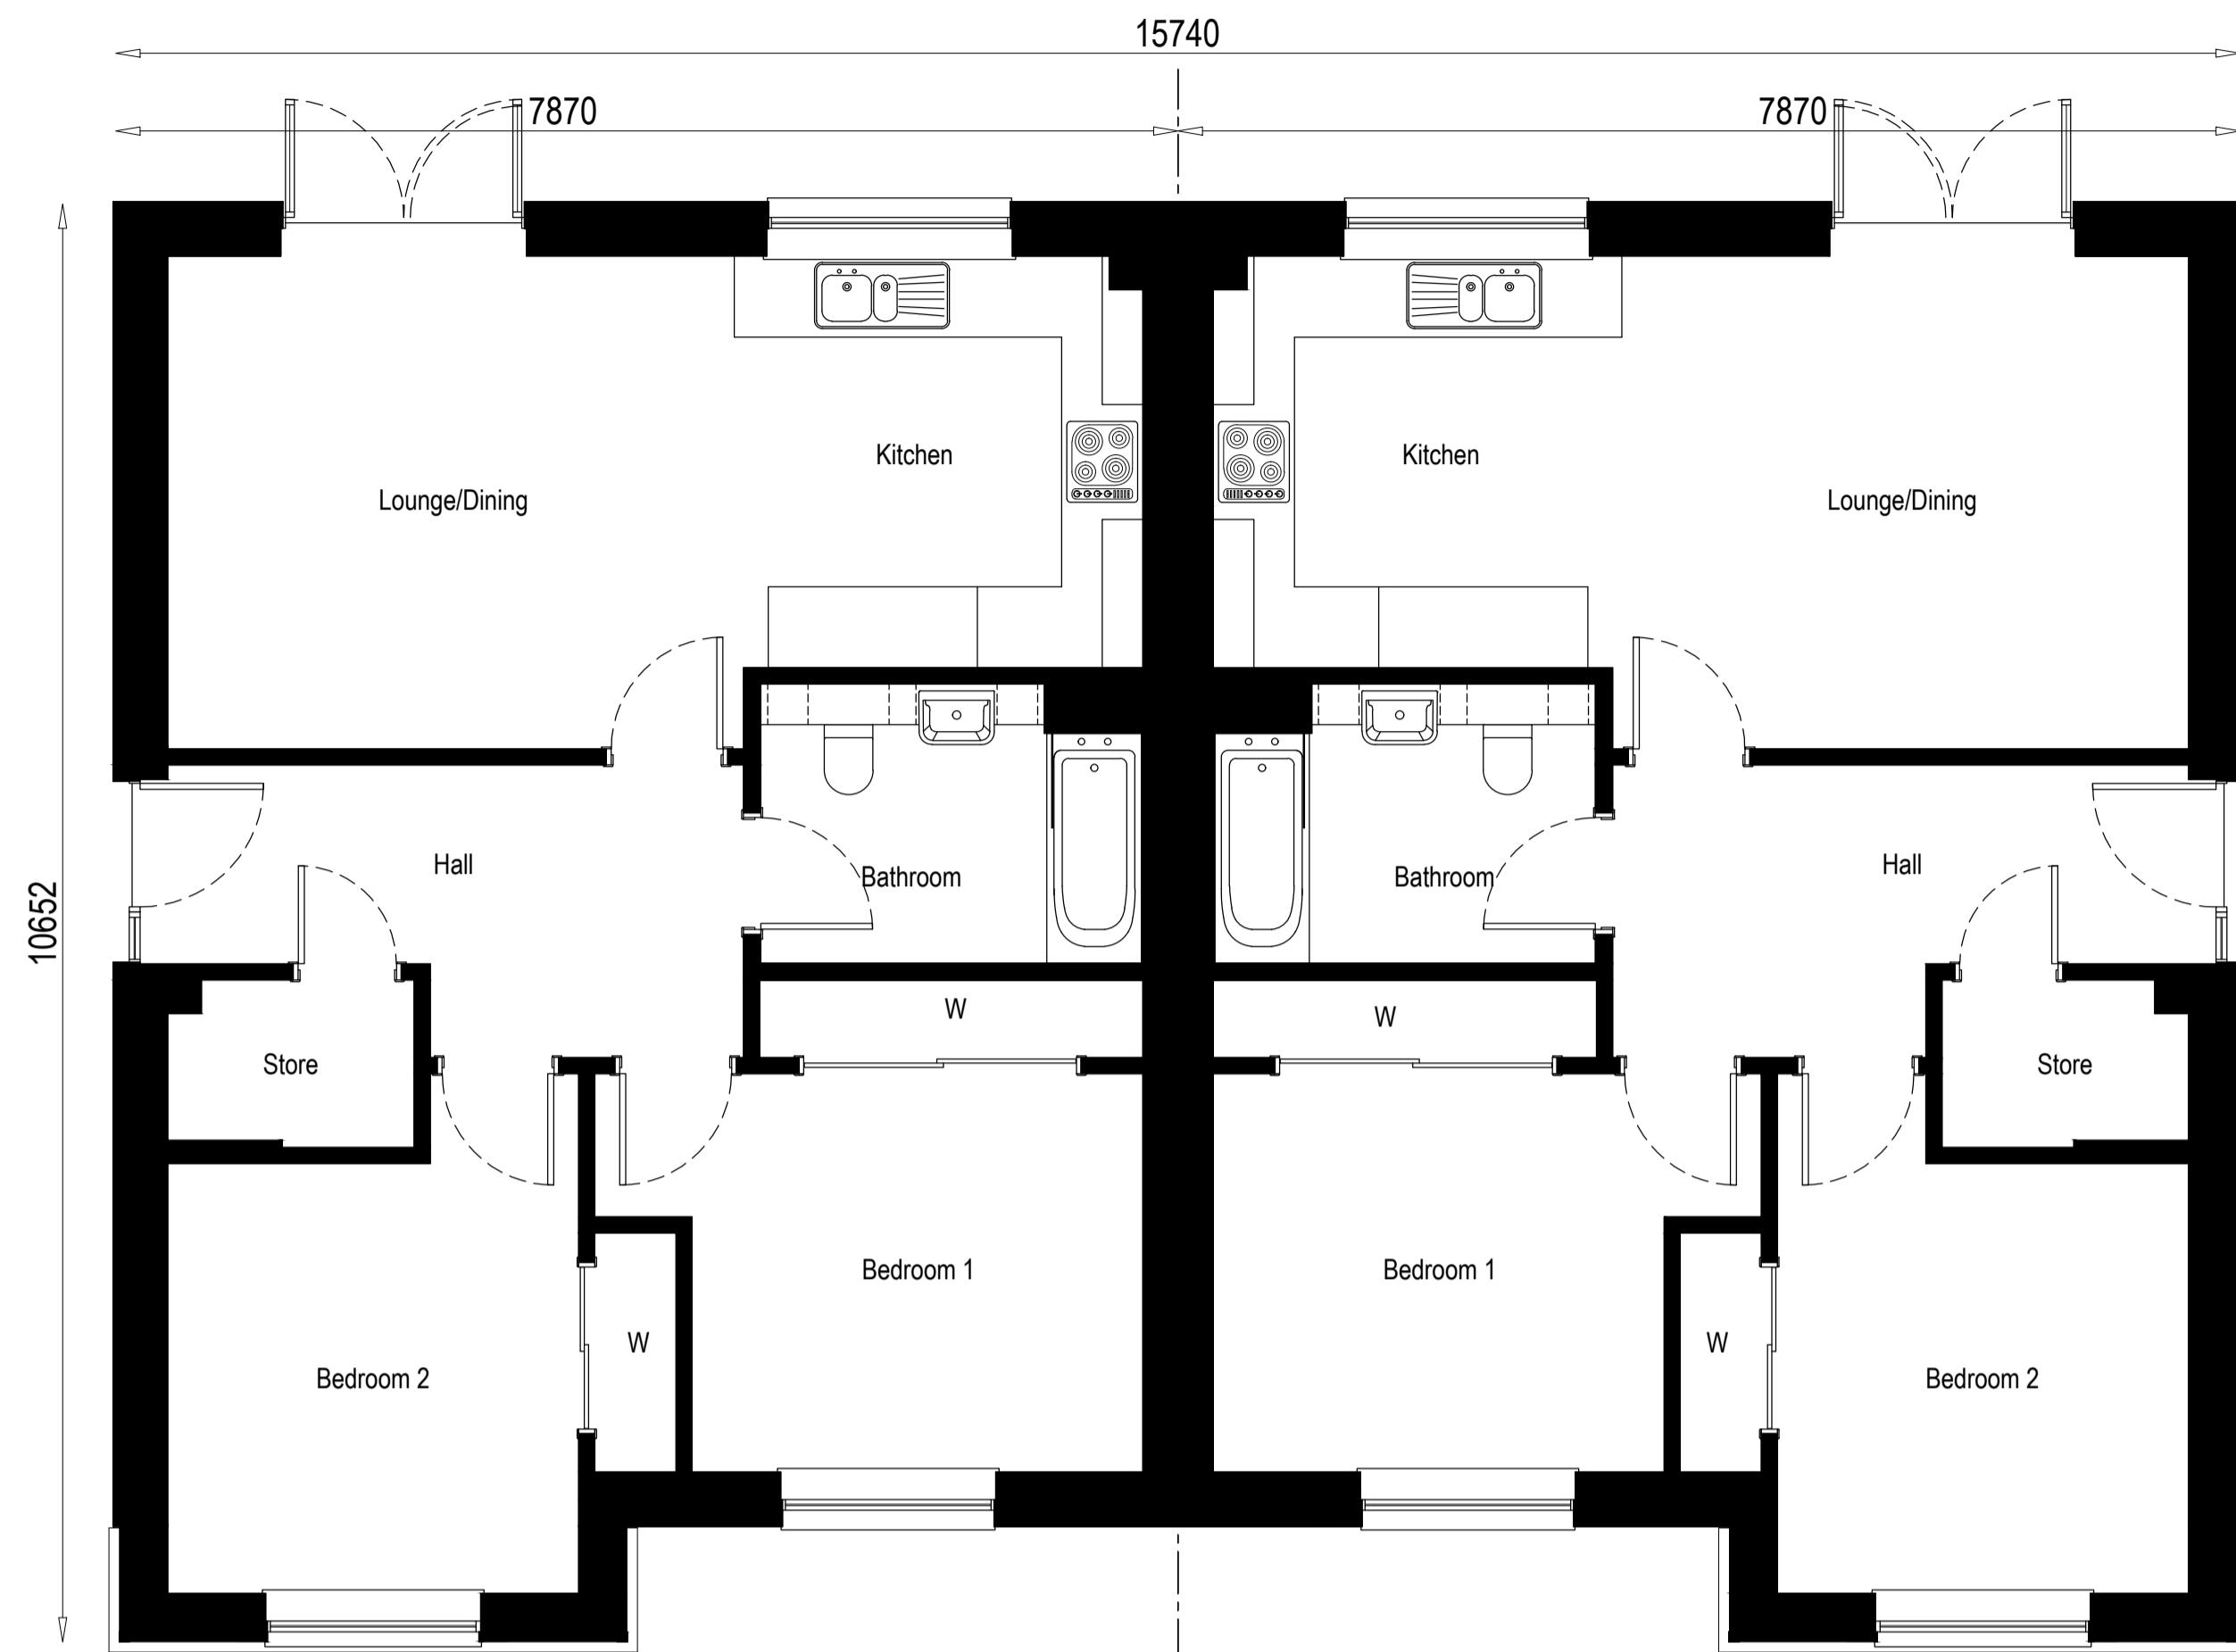 15740
7870
7870
Kitchen
Kitchen
Lounge/Dining
Lounge/Dining
Hall
Bathroom
Bathroom
Hall
10652
W
W
Store
Store
Bedroom 1
Bedroom 1
W
W
Bedroom 2
Bedroom 2